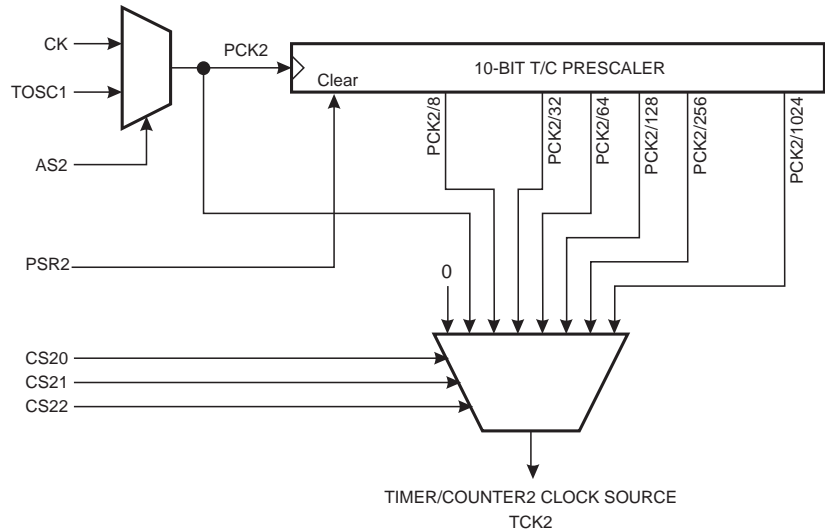 CK
PCK2
10-BIT T/C PRESCALER
Clear
TOSC1
PCK2/8
PCK2/32
PCK2/64
PCK2/128
PCK2/256
PCK2/1024
AS2
PSR2
0
CS20
CS21
CS22
TIMER/COUNTER2 CLOCK SOURCE
TCK2